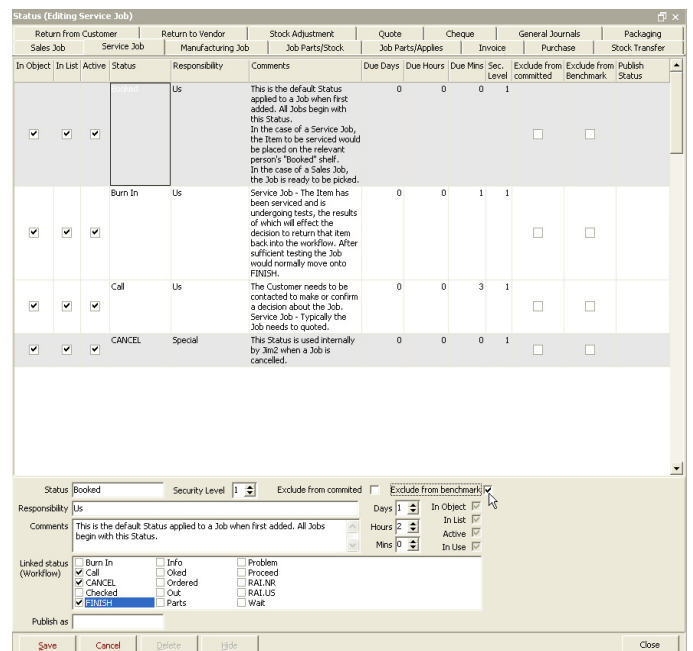 Status (Editing Service Job)
Return from Customer Return to Vendor Stock Adjustment Quote Cheque General Journals Packaging
Sales Job Service Job Manufacturing Job Job Parts/Stock Job Parts/Applies Invoice Purchase Stock Transfer
In Object In List Active Status Responsibility Comments Due Days Due Hours Due Mins Sec. Exclude from Exclude from Publish
Level committed Benchmark Status
Booked Us This is the default Status 0 0 0 1
applied to a Job when first
added. All Jobs begin with
this Status.
In the case of a Service Job,
the Item to be serviced would
be placed on the relevant
person's "Booked" shelf.
In the case of a Sales Job,
the Job is ready to be picked.
Burn In Us Service Job - The Item has 0 0 1 1
been serviced and is
undergoing tests, the results
of which will effect the
decision to return that item
back into the workflow. After
sufficient testing the Job
would normally move onto
FINISH.
Call Us The Customer needs to be 0 0 3 1
contacted to make or confirm
a decision about the Job.
Service Job - Typically the
Job needs to quoted.
CANCEL Special This Status is used internally 0 0 0 1
by Jim2 when a Job is
cancelled.
Status Booked Security Level 1 Exclude from commited Exclude from benchmark
Responsibility Us Days 1 In Object
Comments This is the default Status applied to a Job when first added. All Jobs Hours 2 In List
begin with this Status. Active
Mins 0 In Use
Linked status Burn In Info Problem
(Workflow) Call Oked Proceed
CANCEL Ordered RAI.NR
Checked Out RAI.US
FINISH Parts Wait
Publish as
Save Cancel Delete Hide Close